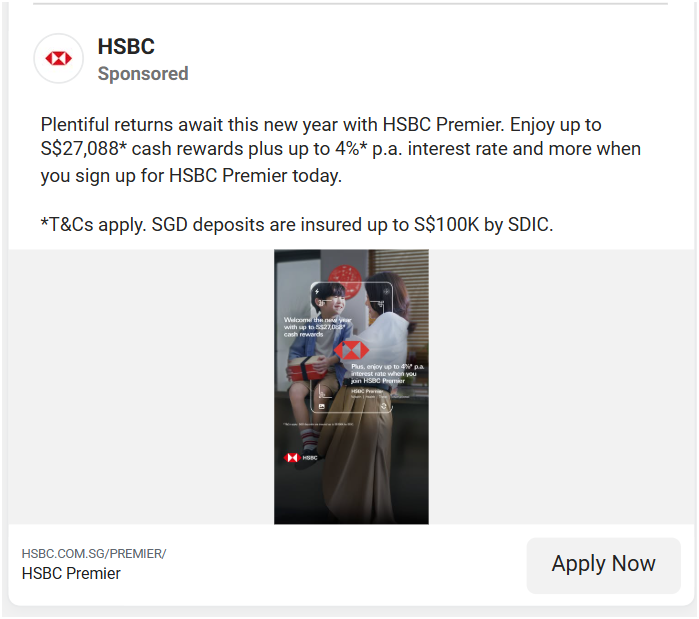 HSBC
Sponsored
Plentiful returns await this new year with HSBC Premier. Enjoy up to
S$27,088* cash rewards plus up to 4%* p.a. interest rate and more when
you sign up for HSBC Premier today.
*T&Cs apply. SGD deposits are insured up to S$100K by SDIC.
Welcome the new year
with up to S$27,088*
cash rewards
Plus, enjoy up to 4%* p.a.
interest rate when you
join HSBC Premier
HSBC Premier
HSBC
HSBC.COM.SG/PREMIER/
HSBC Premier
Apply Now